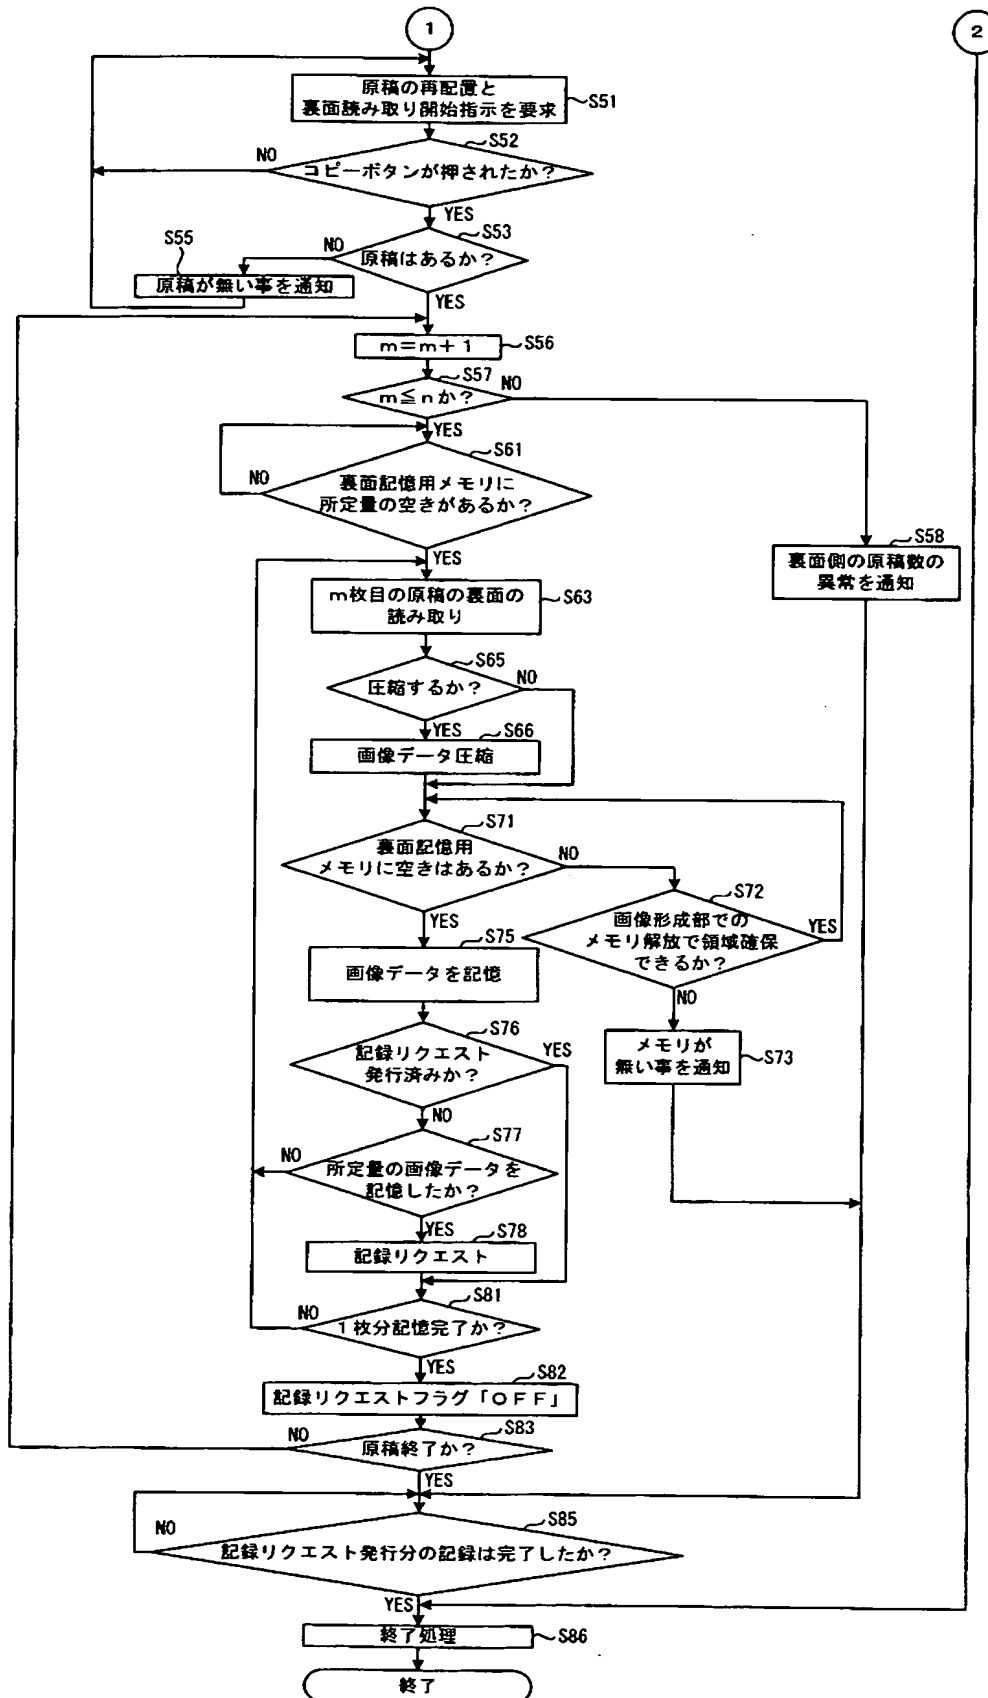 1
2
原稿の再配置と
裏面読み取り開始指示を要求
S51
S52
NO
コピーボタンが押されたか？
YES
S53
S55
NO
原稿はあるか？
原稿が無い事を通知
YES
m＝m＋1
S56
S57
NO
m≦nか？
YES
S61
NO
裏面記憶用メモリに
所定量の空きがあるか？
YES
S58
裏面側の原稿数の
異常を通知
m枚目の原稿の裏面の
読み取り
S63
S65
NO
圧縮するか？
YES
S66
画像データ圧縮
S71
裏面記憶用
メモリに空きはあるか？
NO
S72
画像形成部での
メモリ解放で領域確保
できるか？
YES
YES
S75
画像データを記憶
NO
S76
記録リクエスト
発行済みか？
YES
メモリが
無い事を通知
S73
NO
S77
NO
所定量の画像データを
記憶したか？
YES
S78
記録リクエスト
S81
NO
1枚分記憶完了か？
YES
S82
記録リクエストフラグ「OFF」
S83
NO
原稿終了か？
YES
S85
NO
記録リクエスト発行分の記録は完了したか？
YES
終了処理
S86
終了